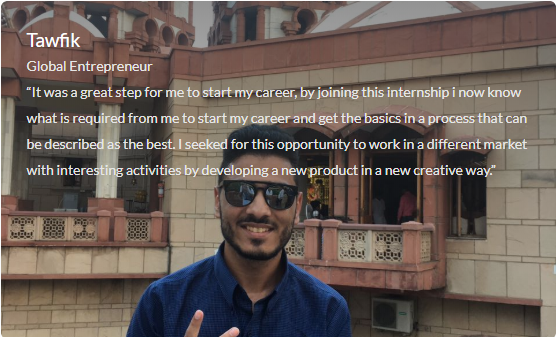 Tawfik
Global Entrepreneur
“It was a great step for me to start my career, by joining this internship i now know
what is required from me to start my career and get the basics in a process that can
be described as the best. I seeked for this opportunity to work in a different market
with interesting activities by developing a new product in a new creative way.”